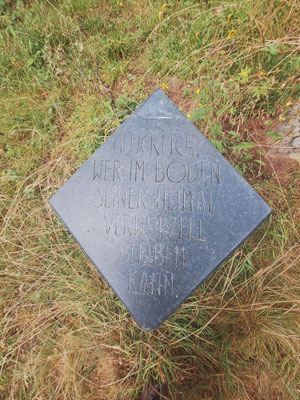 GLÜCKLICH,
WER IM BODEN
SEINER HEIMAT
VERWURZELT
BLEIBEN
KANN